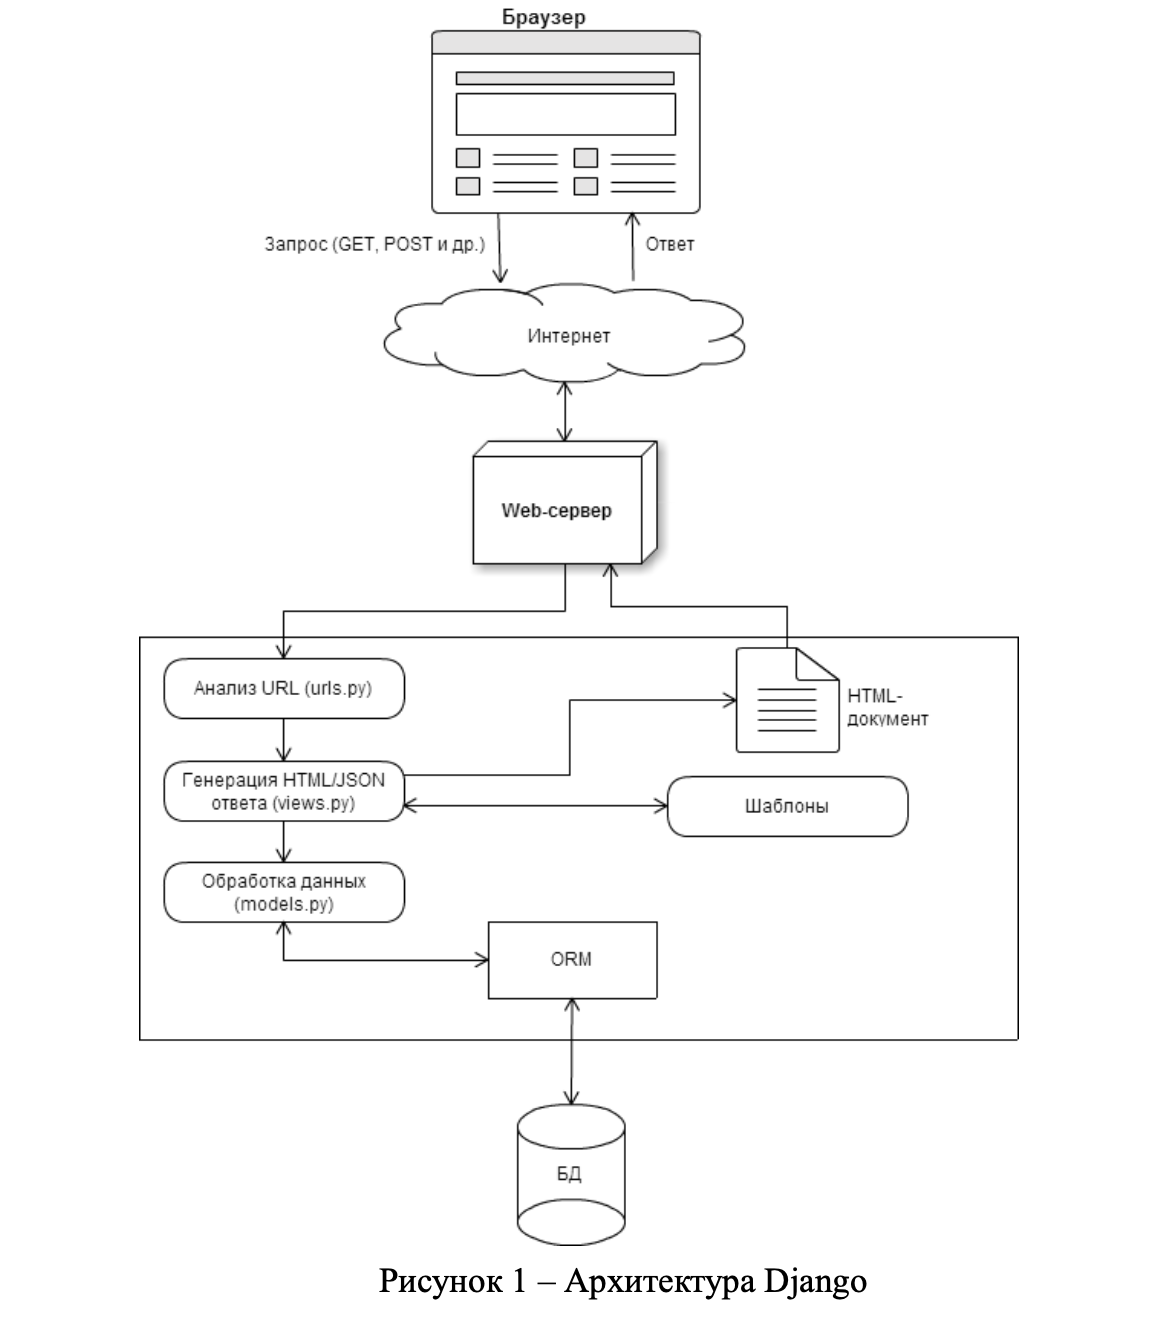 Браузер
Запрос (GET, POST и др.)
Ответ
Интернет
Web-сервер
Анализ URL (urls.py)
HTML-
документ
Генерация HTML/JSON
ответа (views.py)
Шаблоны
Обработка данных
(models.py)
ORM
БД
Рисунок 1 – Архитектура Django